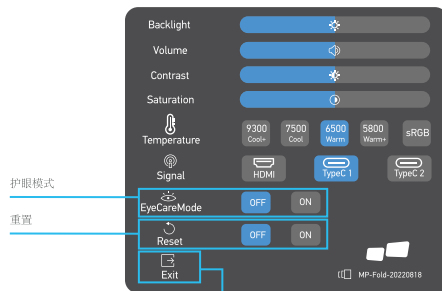 Backlight
Volume
Contrast
Saturation
Temperature 9300 Cool+ 7500 Cool 6500 Warm 5800 Warm+ sRGB
Signal HDMI TypeC 1 TypeC 2
护眼模式
EyeCareMode OFF ON
重置
Reset OFF ON
Exit
MP-Fold-20220818